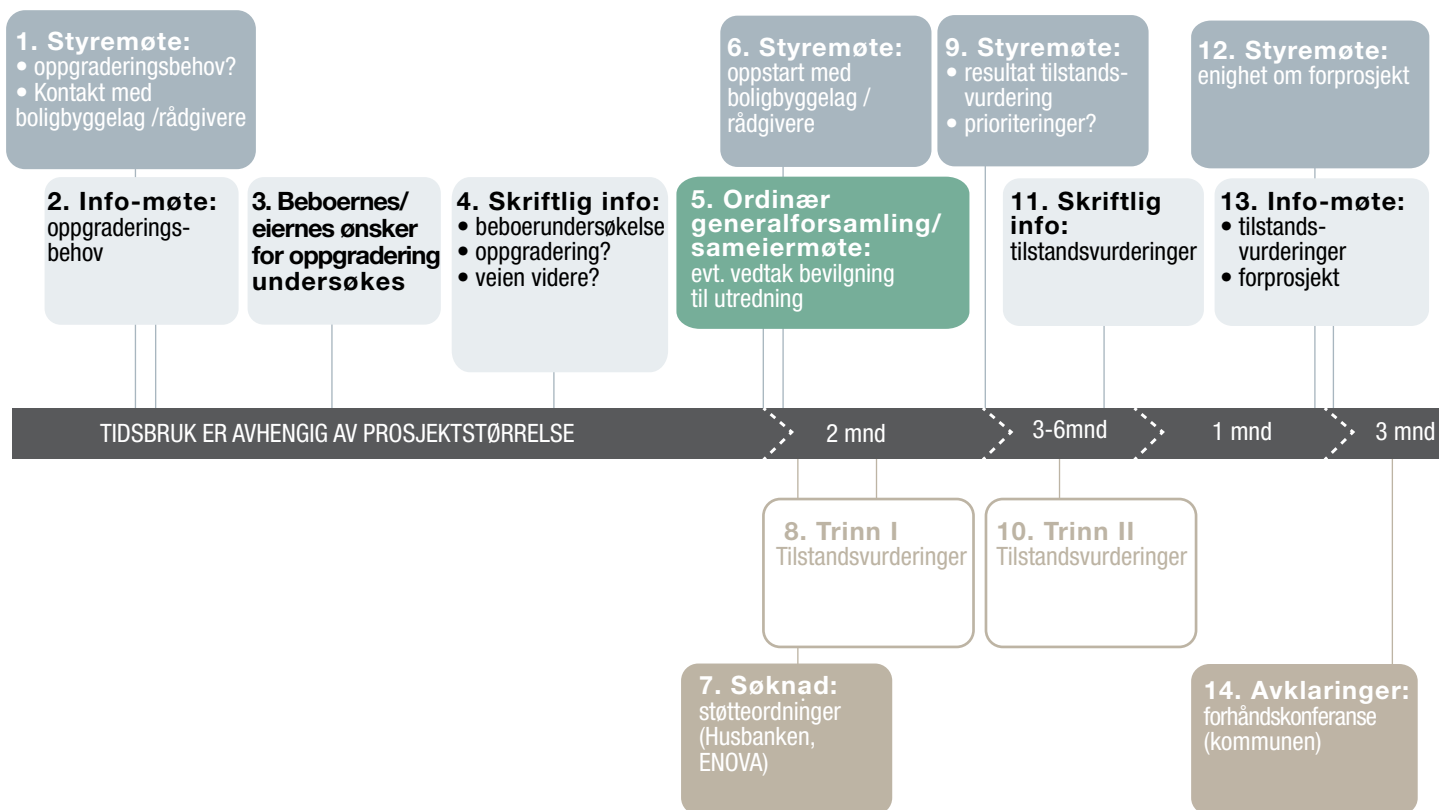 1. Styremøte:
• oppgraderingsbehov?
• Kontakt med
boligbyggelag /rådgivere
2. Info-møte:
oppgraderings-
behov
3. Beboernes/
eiernes ønsker
for oppgradering
undersøkes
4. Skriftlig info:
• beboerundersøkelse
• oppgradering?
• veien videre?
5. Ordinær
generalforsamling/
sameiermøte:
evt. vedtak bevilgning
til utredning
6. Styremøte:
oppstart med
boligbyggelag /
rådgivere
9. Styremøte:
• resultat tilstands-
vurdering
• prioriteringer?
11. Skriftlig
info:
tilstandsvurderinger
12. Styremøte:
enighet om forprosjekt
13. Info-møte:
• tilstands-
vurderinger
• forprosjekt
TIDSBRUK ER AVHENGIG AV PROSJEKTSTØRRELSE
2 mnd
3-6mnd
1 mnd
3 mnd
8. Trinn I
Tilstandsvurderinger
10. Trinn II
Tilstandsvurderinger
7. Søknad:
støtteordninger
(Husbanken,
ENOVA)
14. Avklaringer:
forhåndskonferanse
(kommunen)